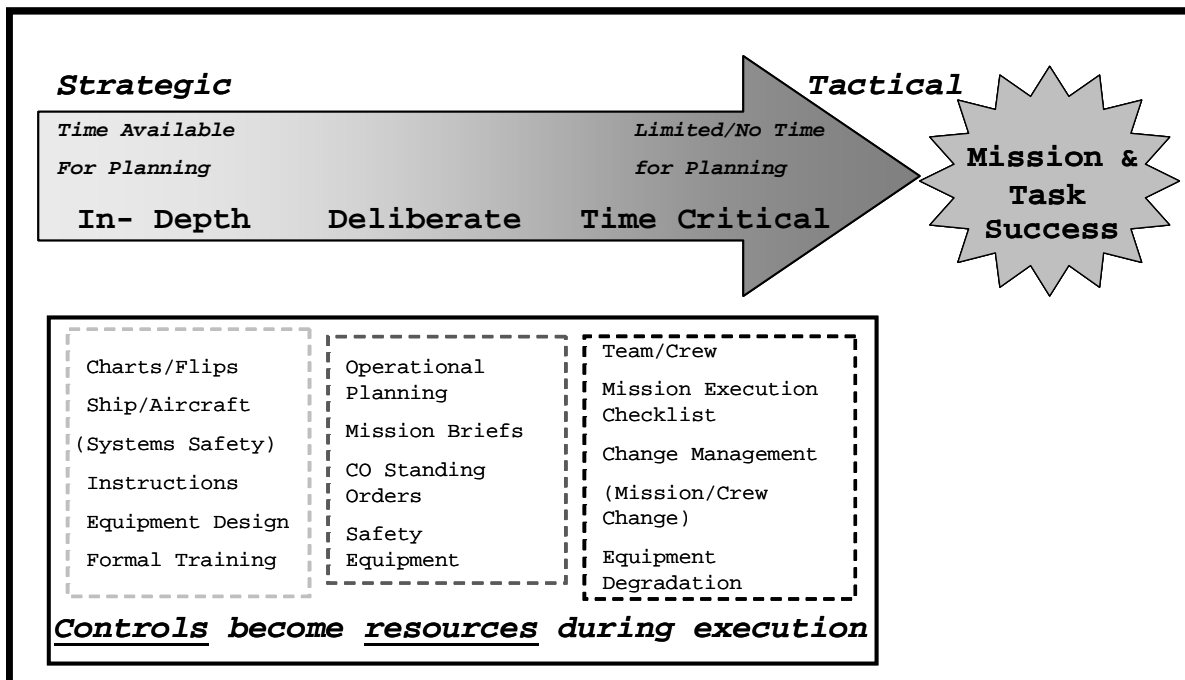 Strategic
Tactical
Time Available
For Planning
Limited/No Time
for Planning
In- Depth
Deliberate
Time Critical
Mission &
Task
Success
Charts/Flips
Ship/Aircraft
(Systems Safety)
Instructions
Equipment Design
Formal Training
Operational
Planning
Mission Briefs
CO Standing
Orders
Safety
Equipment
Team/Crew
Mission Execution
Checklist
Change Management
(Mission/Crew
Change)
Equipment
Degradation
Controls become resources during execution